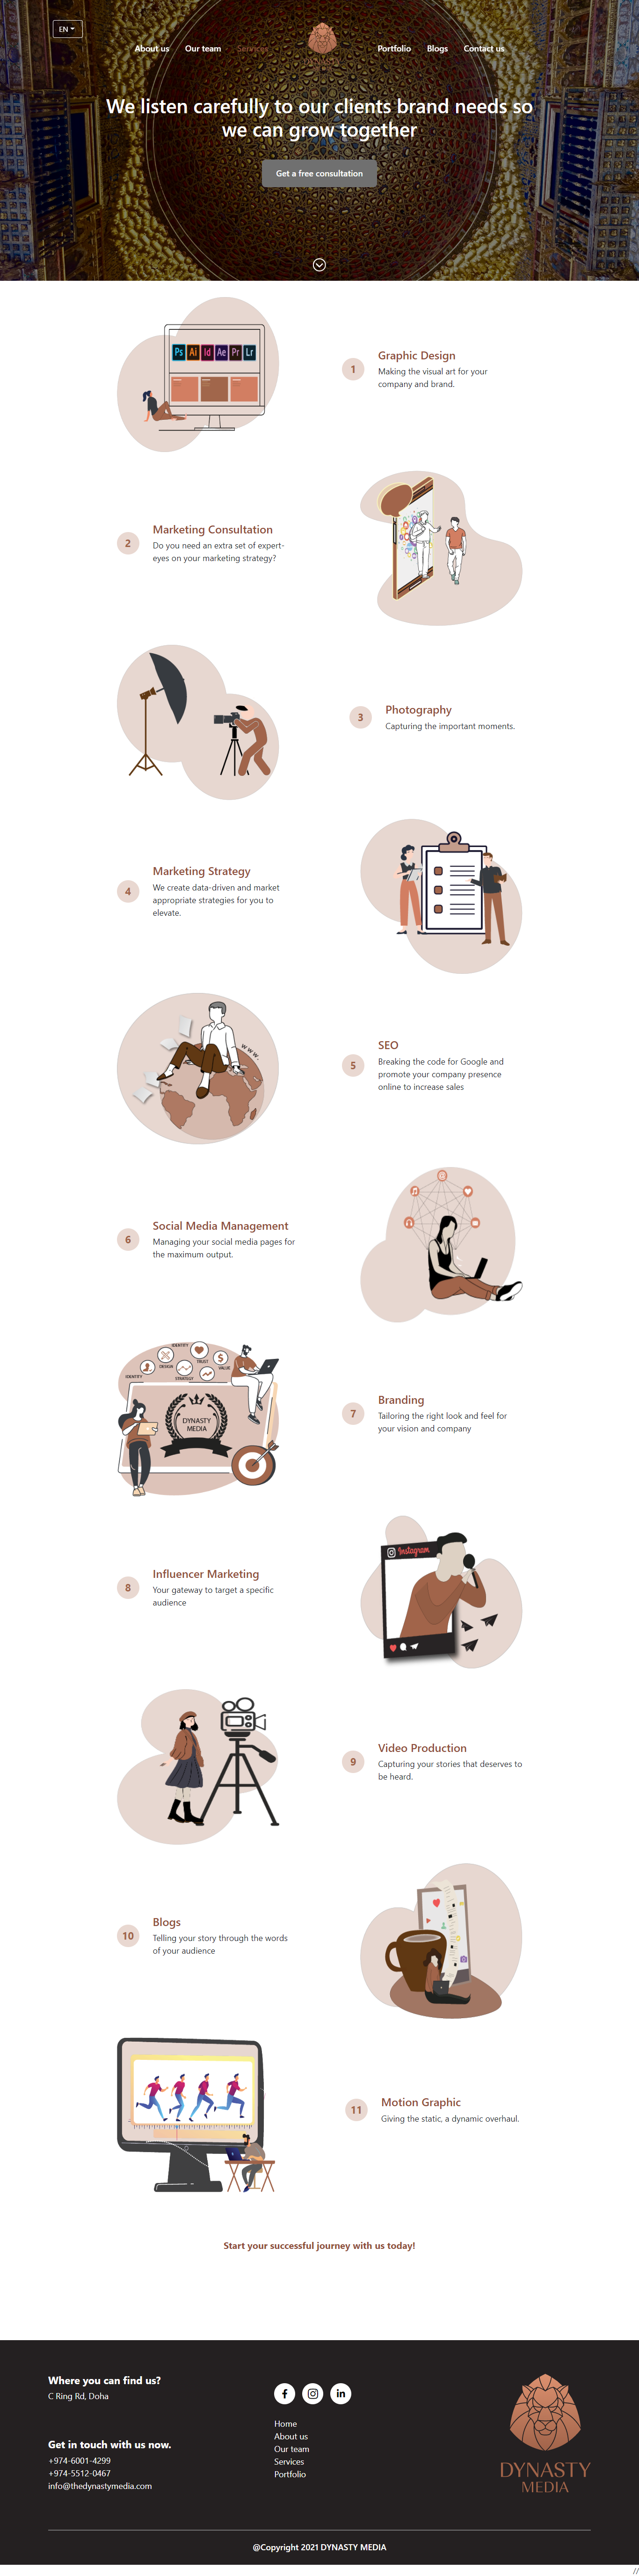 EN
About us
Our team
Services
Portfolio
Blogs
Contact us
We listen carefully to our clients brand needs so
we can grow together
Get a free consultation
Ps Ai Id Ae Pr Lr
1
Graphic Design
Making the visual art for your
company and brand.
2
Marketing Consultation
Do you need an extra set of expert-
eyes on your marketing strategy?
3
Photography
Capturing the important moments.
4
Marketing Strategy
We create data-driven and market
appropriate strategies for you to
elevate.
WWW.
5
SEO
Breaking the code for Google and
promote your company presence
online to increase sales
6
Social Media Management
Managing your social media pages for
the maximum output.
IDENTITY
DESIGN
TRUST
VALUE
IDENTITY
STRATEGY
DYNASTY
MEDIA
7
Branding
Tailoring the right look and feel for
your vision and company
Instagram
8
Influencer Marketing
Your gateway to target a specific
audience
9
Video Production
Capturing your stories that deserves to
be heard.
10
Blogs
Telling your story through the words
of your audience
11
Motion Graphic
Giving the static, a dynamic overhaul.
Start your successful journey with us today!
Where you can find us?
C Ring Rd, Doha
Get in touch with us now.
+974-6001-4299
+974-5512-0467
info@thedynastymedia.com
Home
About us
Our team
Services
Portfolio
DYNASTY
MEDIA
@Copyright 2021 DYNASTY MEDIA
//